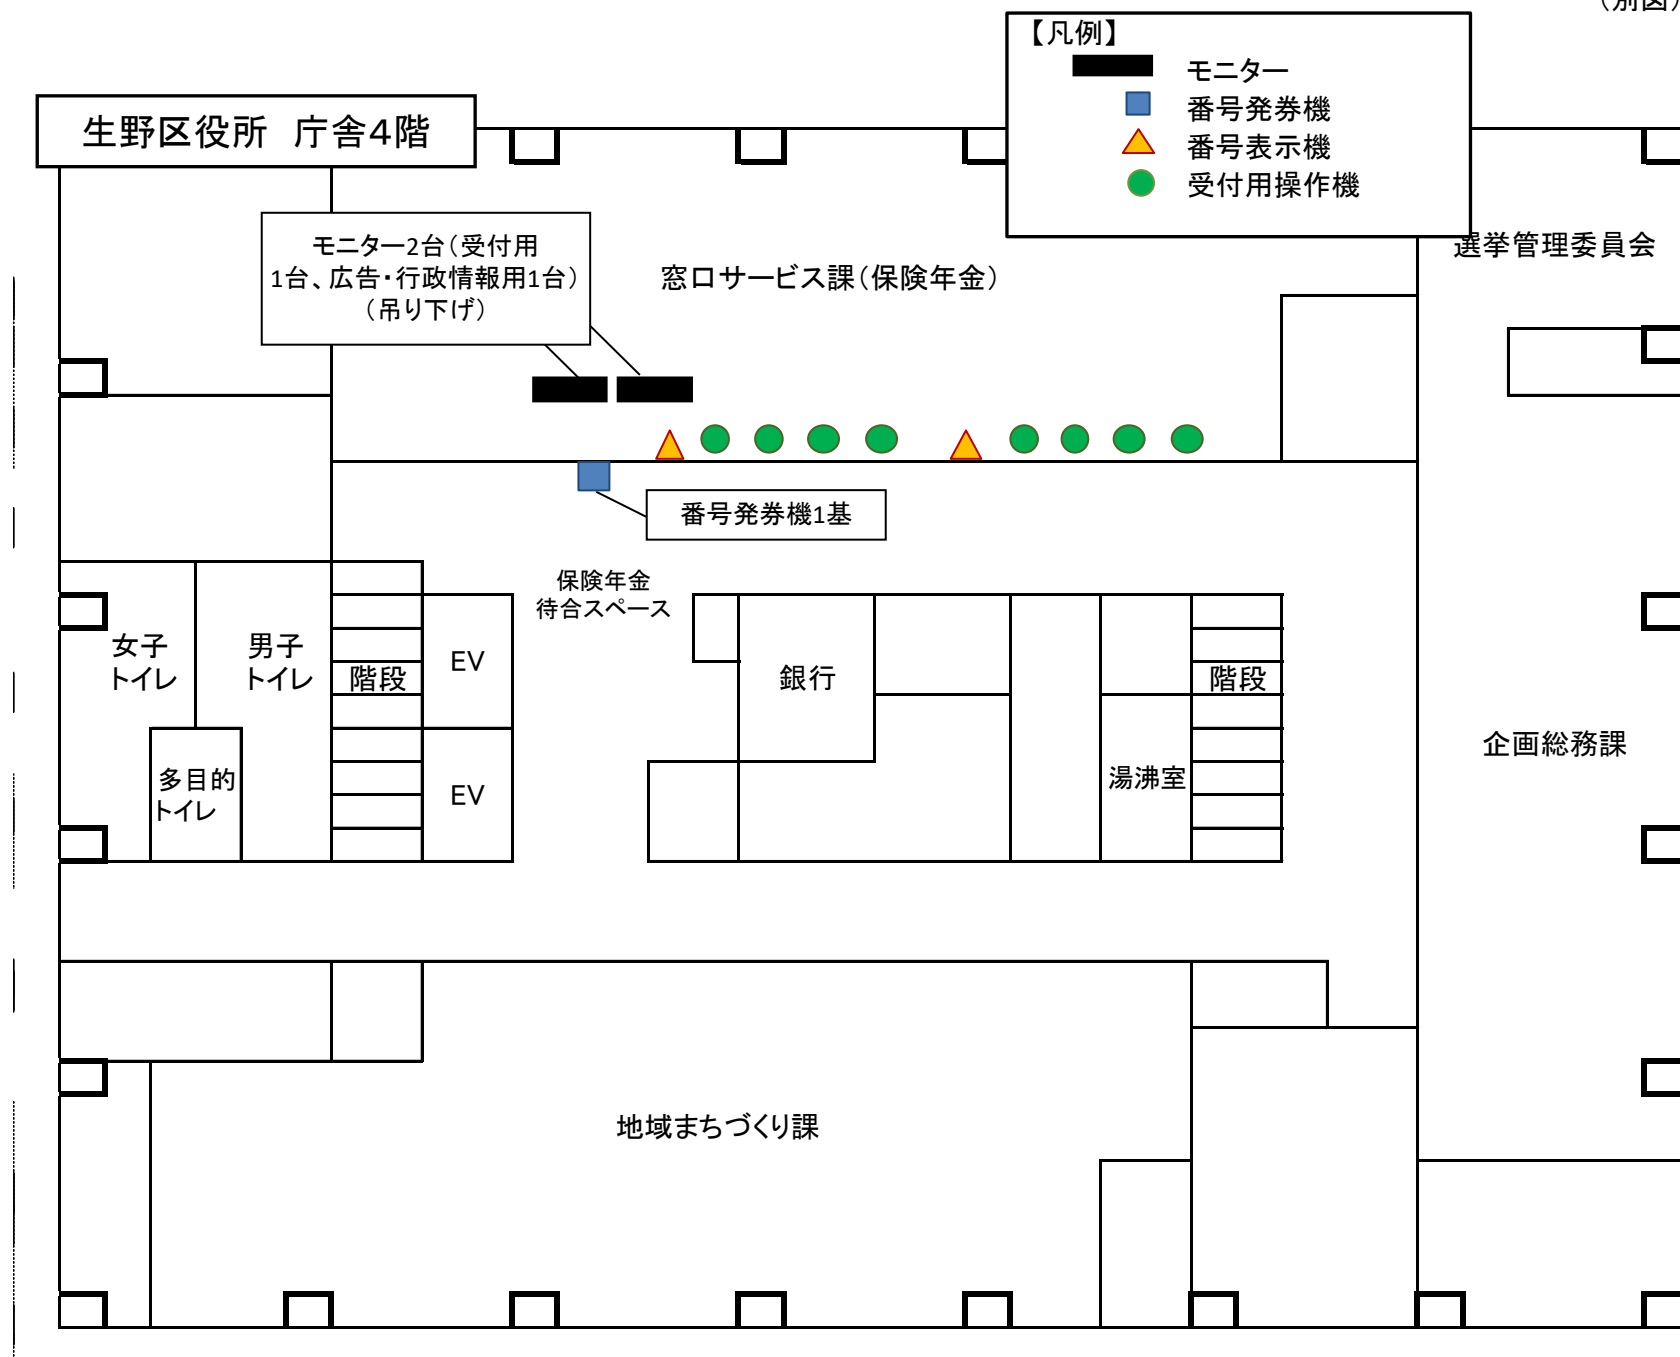 （別図）
【凡例】
モニター
番号発券機
番号表示機
受付用操作機
生野区役所　庁舎４階
モニター2台（受付用
1台、広告・行政情報用1台）
（吊り下げ）
窓口サービス課（保険年金）
選挙管理委員会
番号発券機1基
保険年金
待合スペース
女子
トイレ
男子
トイレ
階段
EV
銀行
階段
企画総務課
多目的
トイレ
EV
湯沸室
地域まちづくり課